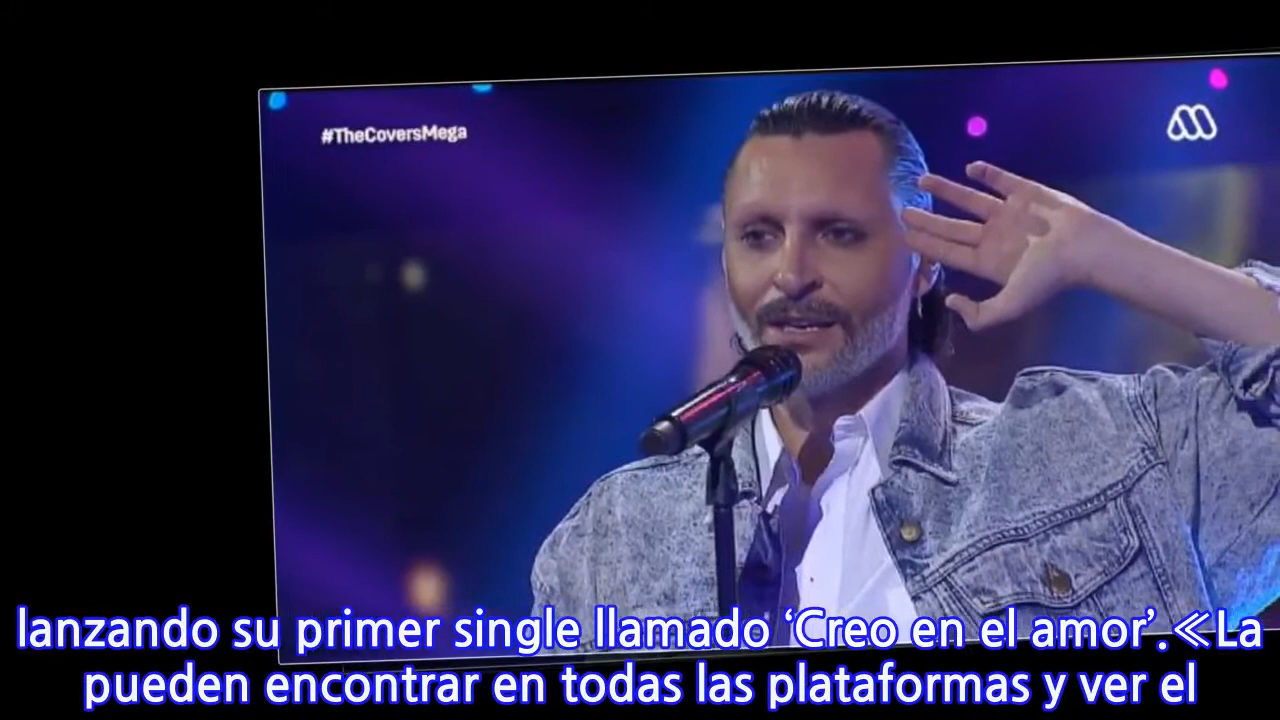 #TheCoversMega
lanzando su primer single llamado ‘Creo en el amor’. ≪La
pueden encontrar en todas las plataformas y ver el